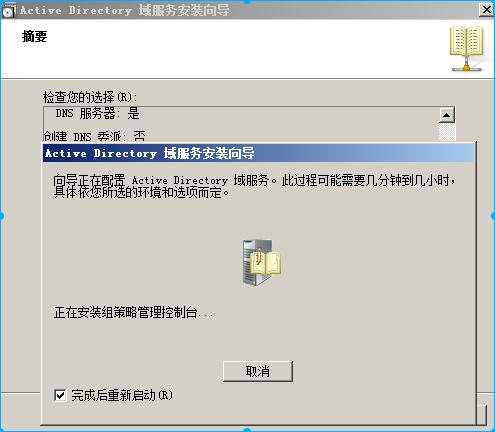 Active Directory 域服务安装向导
摘要
检查您的选择(R):
DNS 服务器: 是
创建 DNS 委派: 否
Active Directory 域服务安装向导
向导正在配置 Active Directory 域服务。此过程可能需要几分钟到几小时，
具体依您所选的环境和选项而定。
正在安装组策略管理控制台...
取消
完成后重新启动(R)